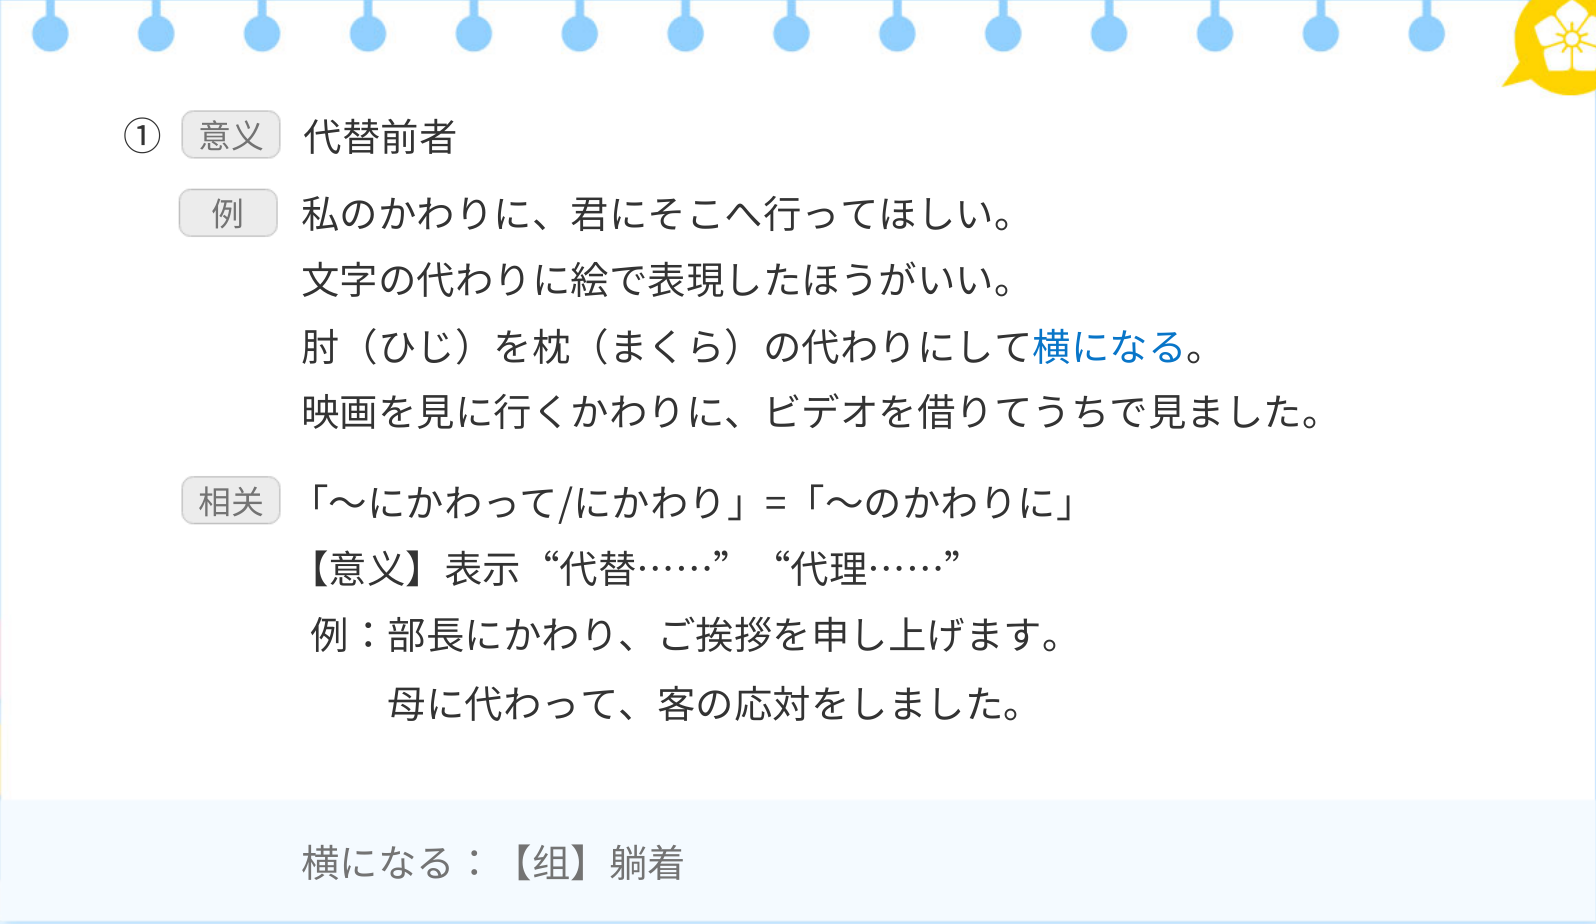 ① 意义 代替前者
例 私のかわりに、君にそこへ行ってほしい。
文字の代わりに絵で表現したほうがいい。
肘（ひじ）を枕（まくら）の代わりにして横になる。
映画を見に行くかわりに、ビデオを借りてうちで見ました。
相关 「～にかわって/にかわり」=「～のかわりに」
【意义】表示“代替……” “代理……”
例：部長にかわり、ご挨拶を申し上げます。
母に代わって、客の応対をしました。
横になる：【组】躺着